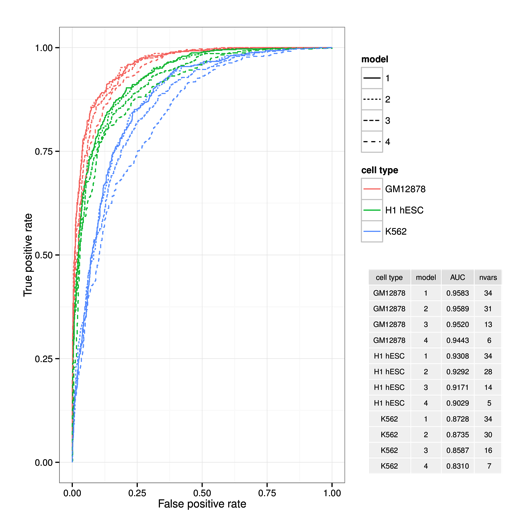 1.00
0.75
0.50
0.25
0.00
True positive rate
0.00 0.25 0.50 0.75 1.00
False positive rate
model
1
2
3
4
cell type
GM12878
H1 hESC
K562
cell type model AUC nvars
GM12878 1 0.9583 34
GM12878 2 0.9589 31
GM12878 3 0.9520 13
GM12878 4 0.9443 6
H1 hESC 1 0.9308 34
H1 hESC 2 0.9292 28
H1 hESC 3 0.9171 14
H1 hESC 4 0.9029 5
K562 1 0.8728 34
K562 2 0.8735 30
K562 3 0.8587 16
K562 4 0.8310 7